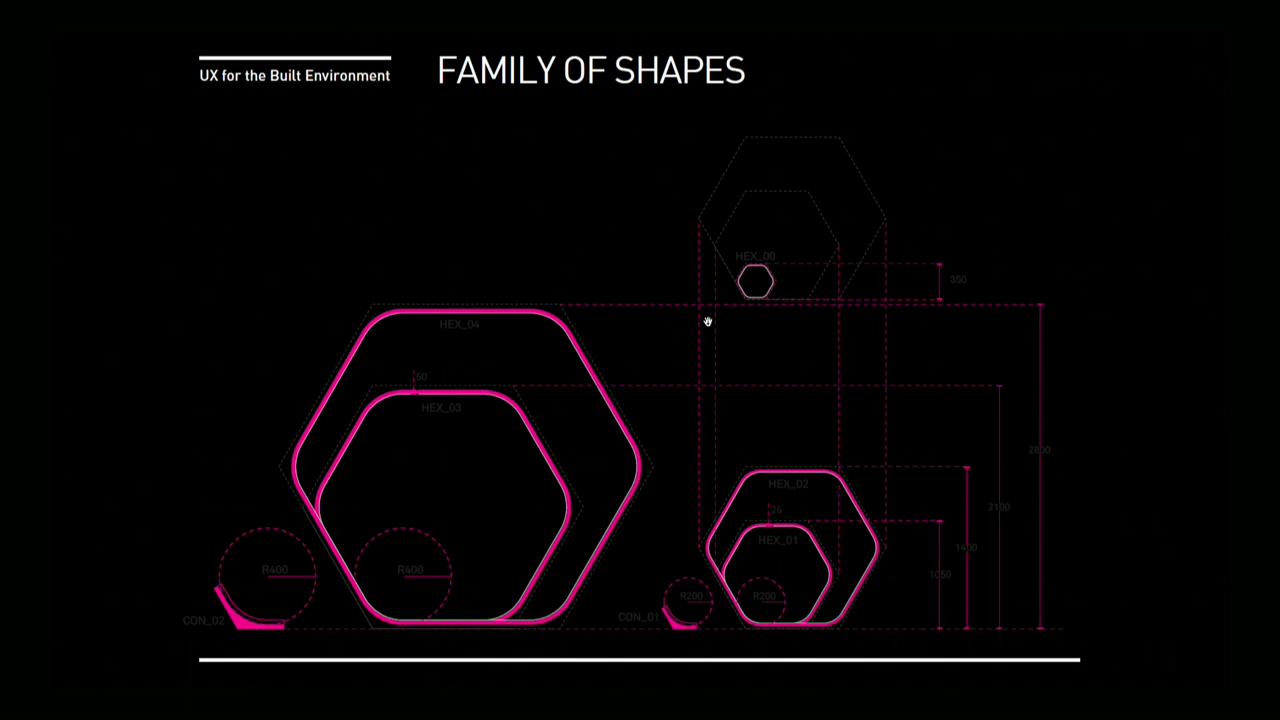 UX for the Built Environment
FAMILY OF SHAPES
HEX_00
350
HEX_04
50
HEX_03
2800
HEX_02
2100
26
HEX_01
1400
1050
R400
R400
R200
R200
CON_02
CON_01